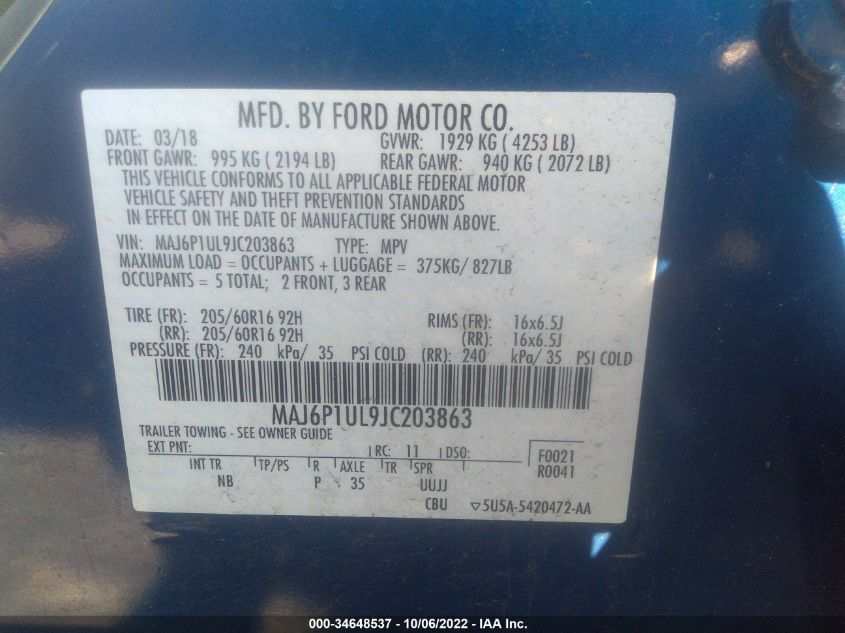 MFD. BY FORD MOTOR CO.
DATE: 03/18 GVWR: 1929 KG ( 4253 LB)
FRONT GAWR: 995 KG ( 2194 LB) REAR GAWR: 940 KG ( 2072 LB)
THIS VEHICLE CONFORMS TO ALL APPLICABLE FEDERAL MOTOR
VEHICLE SAFETY AND THEFT PREVENTION STANDARDS
IN EFFECT ON THE DATE OF MANUFACTURE SHOWN ABOVE.
VIN: MAJ6P1UL9JC203863 TYPE: MPV
MAXIMUM LOAD = OCCUPANTS + LUGGAGE = 375KG/ 827LB
OCCUPANTS = 5 TOTAL; 2 FRONT, 3 REAR
TIRE (FR): 205/60R16 92H RIMS (FR): 16x6.5J
(RR): 205/60R16 92H (RR): 16x6.5J
PRESSURE (FR): 240 kPa/ 35 PSI COLD (RR): 240 kPa/ 35 PSI COLD
MAJ6P1UL9JC203863
TRAILER TOWING - SEE OWNER GUIDE
EXT PNT: RC: 11 DSO: F0021
INT TR TP/PS R AXLE TR SPR R0041
NB P 35 UUJJ
CBU ▽5U5A-5420472-AA
000-34648537 - 10/06/2022 - IAA Inc.